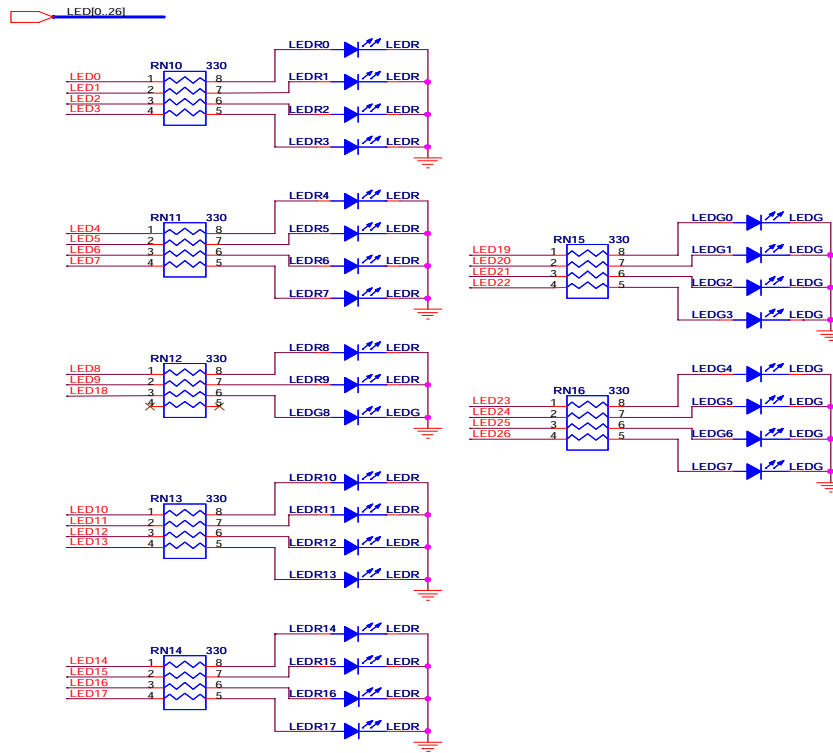 LED[0..26]
RN10 330
LED0 1 8
LED1 2 7
LED2 3 6
LED3 4 5
LEDR0 LEDR
LEDR1 LEDR
LEDR2 LEDR
LEDR3 LEDR
RN11 330
LED4 1 8
LED5 2 7
LED6 3 6
LED7 4 5
LEDR4 LEDR
LEDR5 LEDR
LEDR6 LEDR
LEDR7 LEDR
RN12 330
LED8 1 8
LED9 2 7
LED18 3 6
4 5
LEDR8 LEDR
LEDR9 LEDR
LEDG8 LEDG
RN13 330
LED10 1 8
LED11 2 7
LED12 3 6
LED13 4 5
LEDR10 LEDR
LEDR11 LEDR
LEDR12 LEDR
LEDR13 LEDR
RN14 330
LED14 1 8
LED15 2 7
LED16 3 6
LED17 4 5
LEDR14 LEDR
LEDR15 LEDR
LEDR16 LEDR
LEDR17 LEDR
RN15 330
LED19 1 8
LED20 2 7
LED21 3 6
LED22 4 5
LEDG0 LEDG
LEDG1 LEDG
LEDG2 LEDG
LEDG3 LEDG
RN16 330
LED23 1 8
LED24 2 7
LED25 3 6
LED26 4 5
LEDG4 LEDG
LEDG5 LEDG
LEDG6 LEDG
LEDG7 LEDG